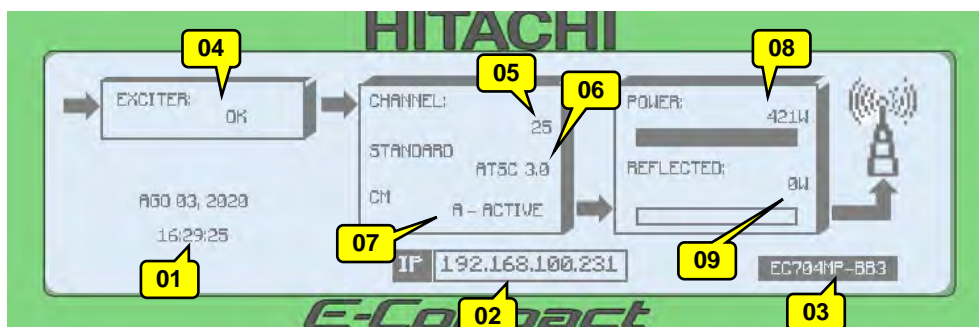 HITACHI
04
05
06
08
EXCITER:
OK
CHANNEL:
25
STANDARD
ATSC 3.0
CM
A - ACTIVE
POWER:
421W
REFLECTED:
0W
AGO 03, 2020
16:29:25
01
07
09
IP 192.168.100.231
EC704MP-BB3
02
03
E-Compact